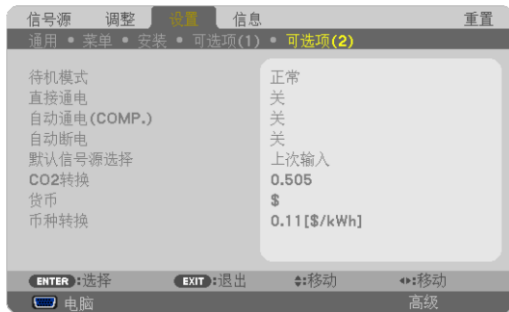 信号源 调整 设置 信息 重置
通用 • 菜单 • 安装 • 可选项(1) • 可选项(2)
待机模式 正常
直接通电 关
自动通电(COMP.) 关
自动断电 关
默认信号源选择 上次输入
CO2转换 0.505
货币 $
币种转换 0.11[$/kWh]
ENTER:选择 EXIT:退出 :移动 :移动
电脑 高级